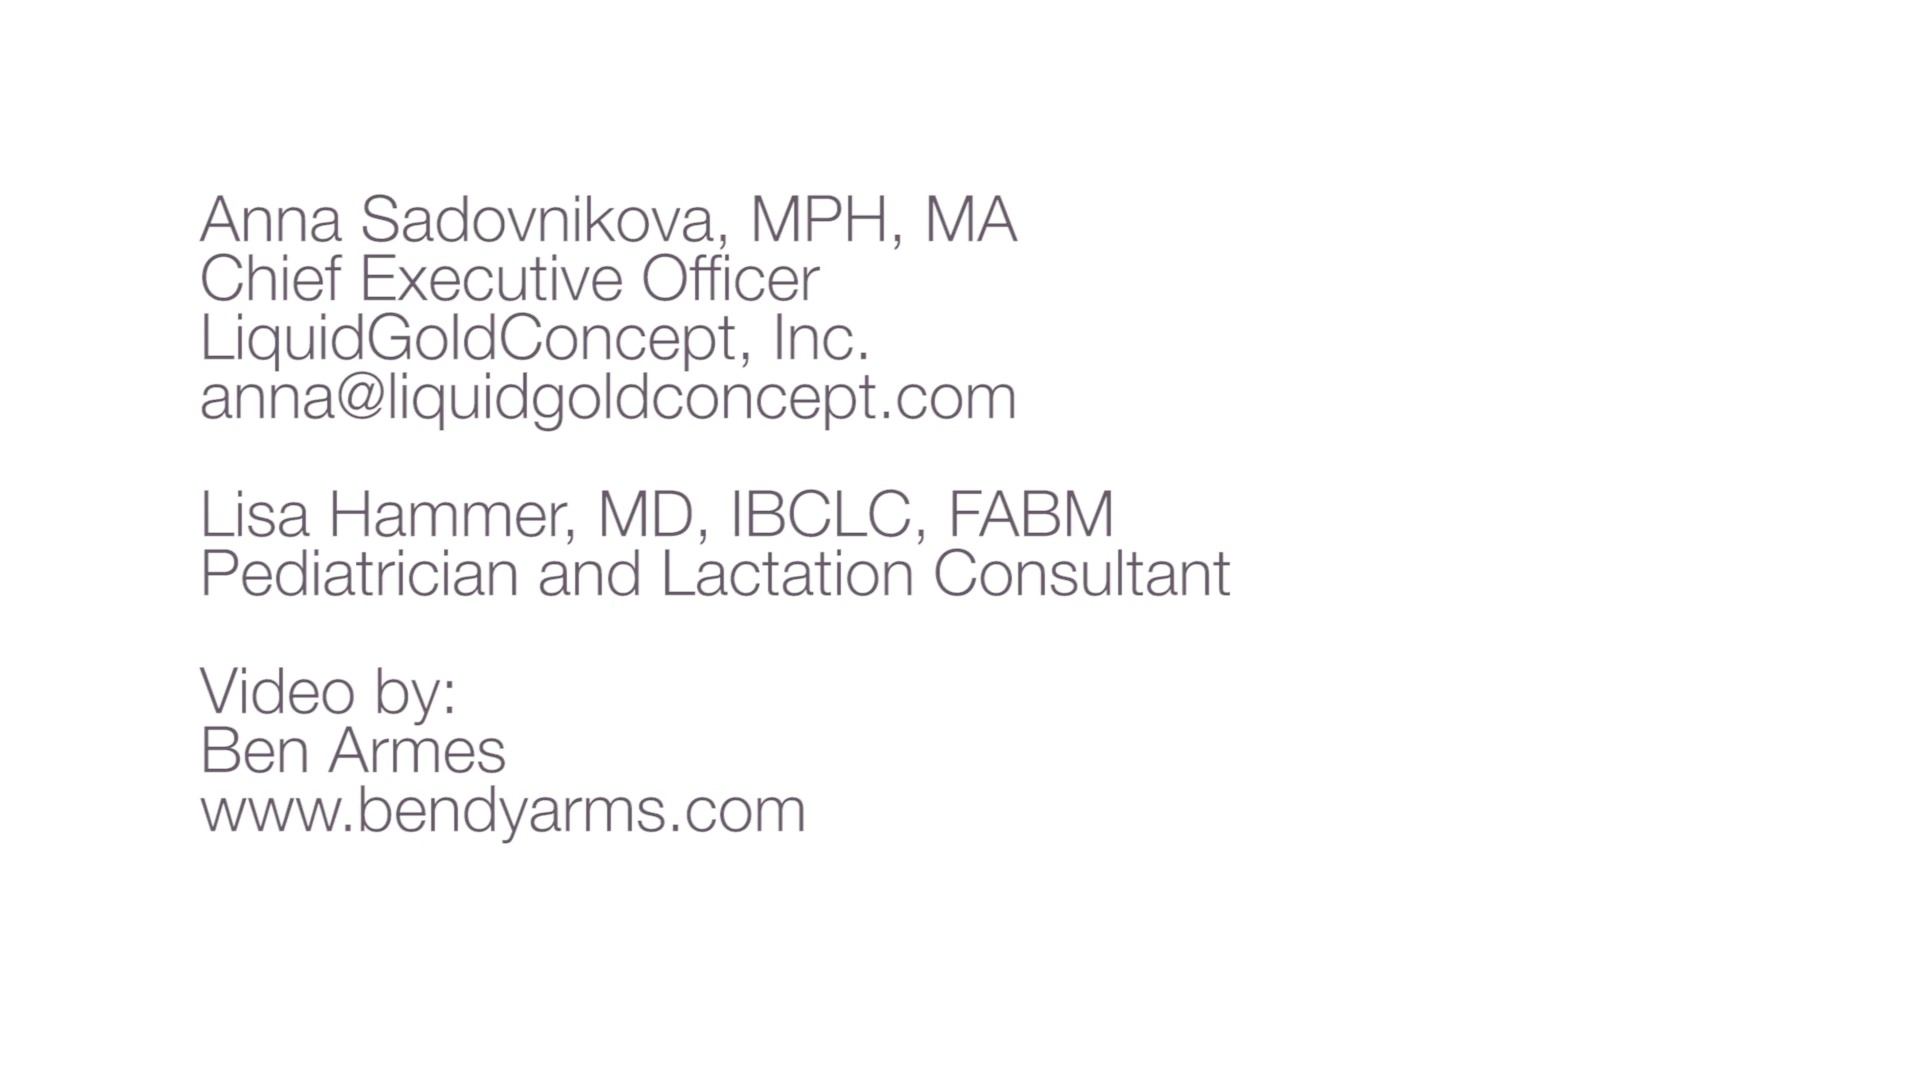 Anna Sadovnikova, MPH, MA
Chief Executive Officer
LiquidGoldConcept, Inc.
anna@liquidgoldconcept.com
Lisa Hammer, MD, IBCLC, FABM
Pediatrician and Lactation Consultant
Video by:
Ben Armes
www.bendyarms.com